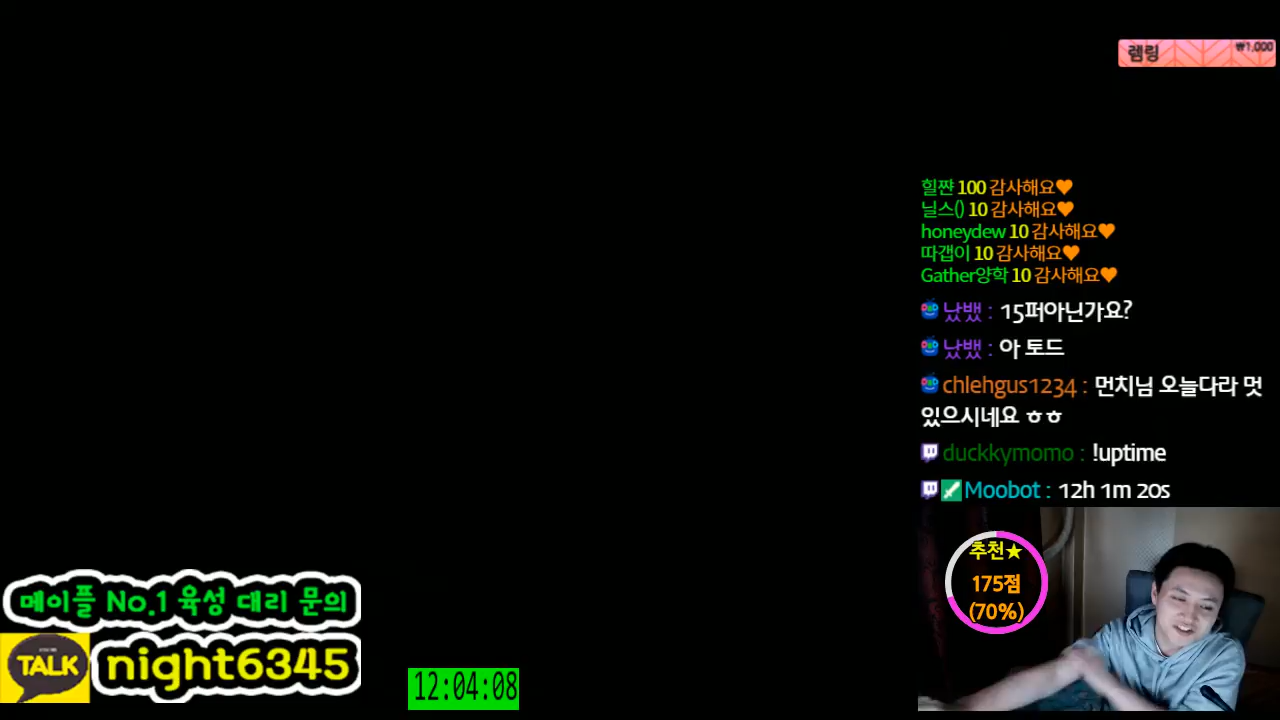 렘링 ₩1,000
힐짠 100 감사해요♥
닐스() 10 감사해요♥
honeydew 10 감사해요♥
따갭이 10 감사해요♥
Gather양학 10 감사해요♥
났뱄 : 15퍼아닌가요?
났뱄 : 아 토드
chlehgus1234 : 먼치님 오늘다라 멋
있으시네요 ㅎㅎ
duckkymomo : !uptime
Moobot : 12h 1m 20s
추천★
175점
(70%)
메이플 No.1 육성 대리 문의
TALK night6345
12:04:08